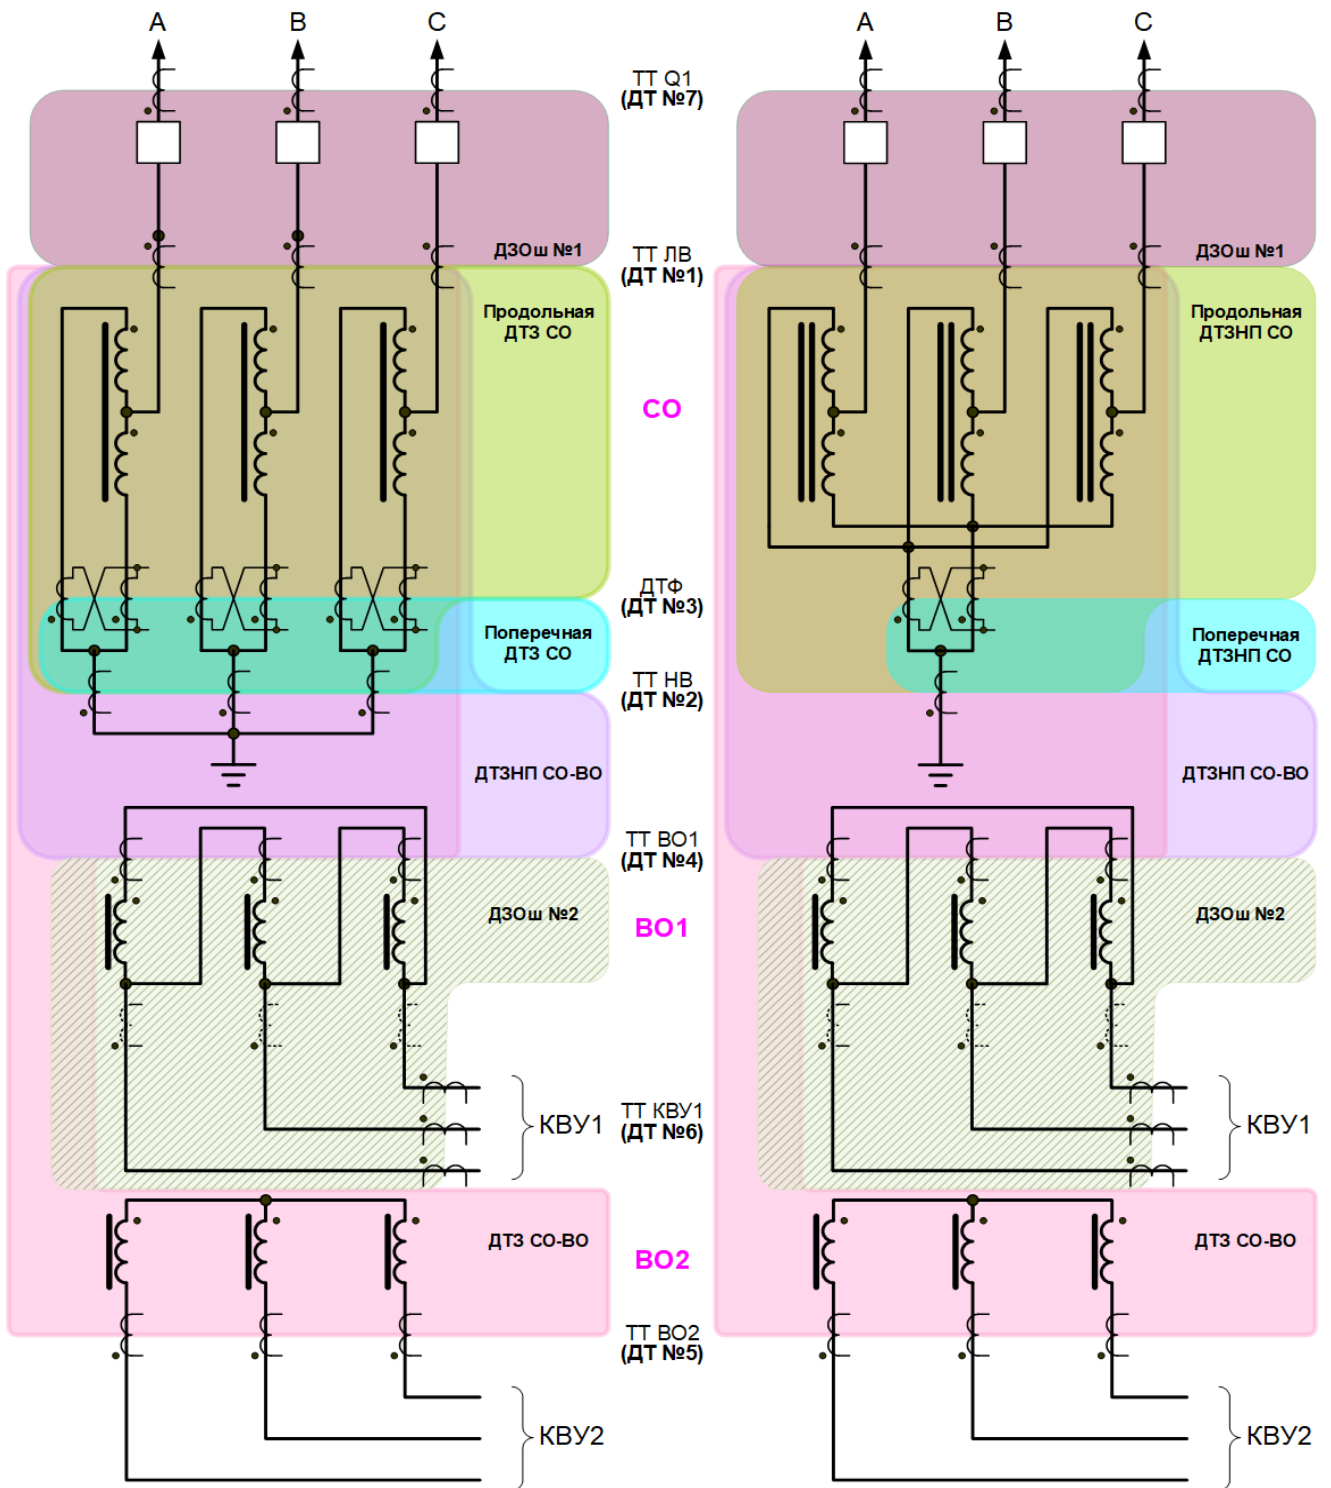 A B C A B C
ТТ Q1
(ДТ №7)
ДЗОш №1
ТТ ЛВ
(ДТ №1)
ДЗОш №1
Продольная
ДТЗ СО
Продольная
ДТЗНП СО
СО
ДТФ
(ДТ №3)
Поперечная
ДТЗ СО
Поперечная
ДТЗНП СО
ТТ НВ
(ДТ №2)
ДТЗНП СО-ВО
ДТЗНП СО-ВО
ТТ ВО1
(ДТ №4)
ДЗОш №2
ВО1
ДЗОш №2
КВУ1
ТТ КВУ1
(ДТ №6)
КВУ1
ДТЗ СО-ВО
ВО2
ДТЗ СО-ВО
ТТ ВО2
(ДТ №5)
КВУ2
КВУ2